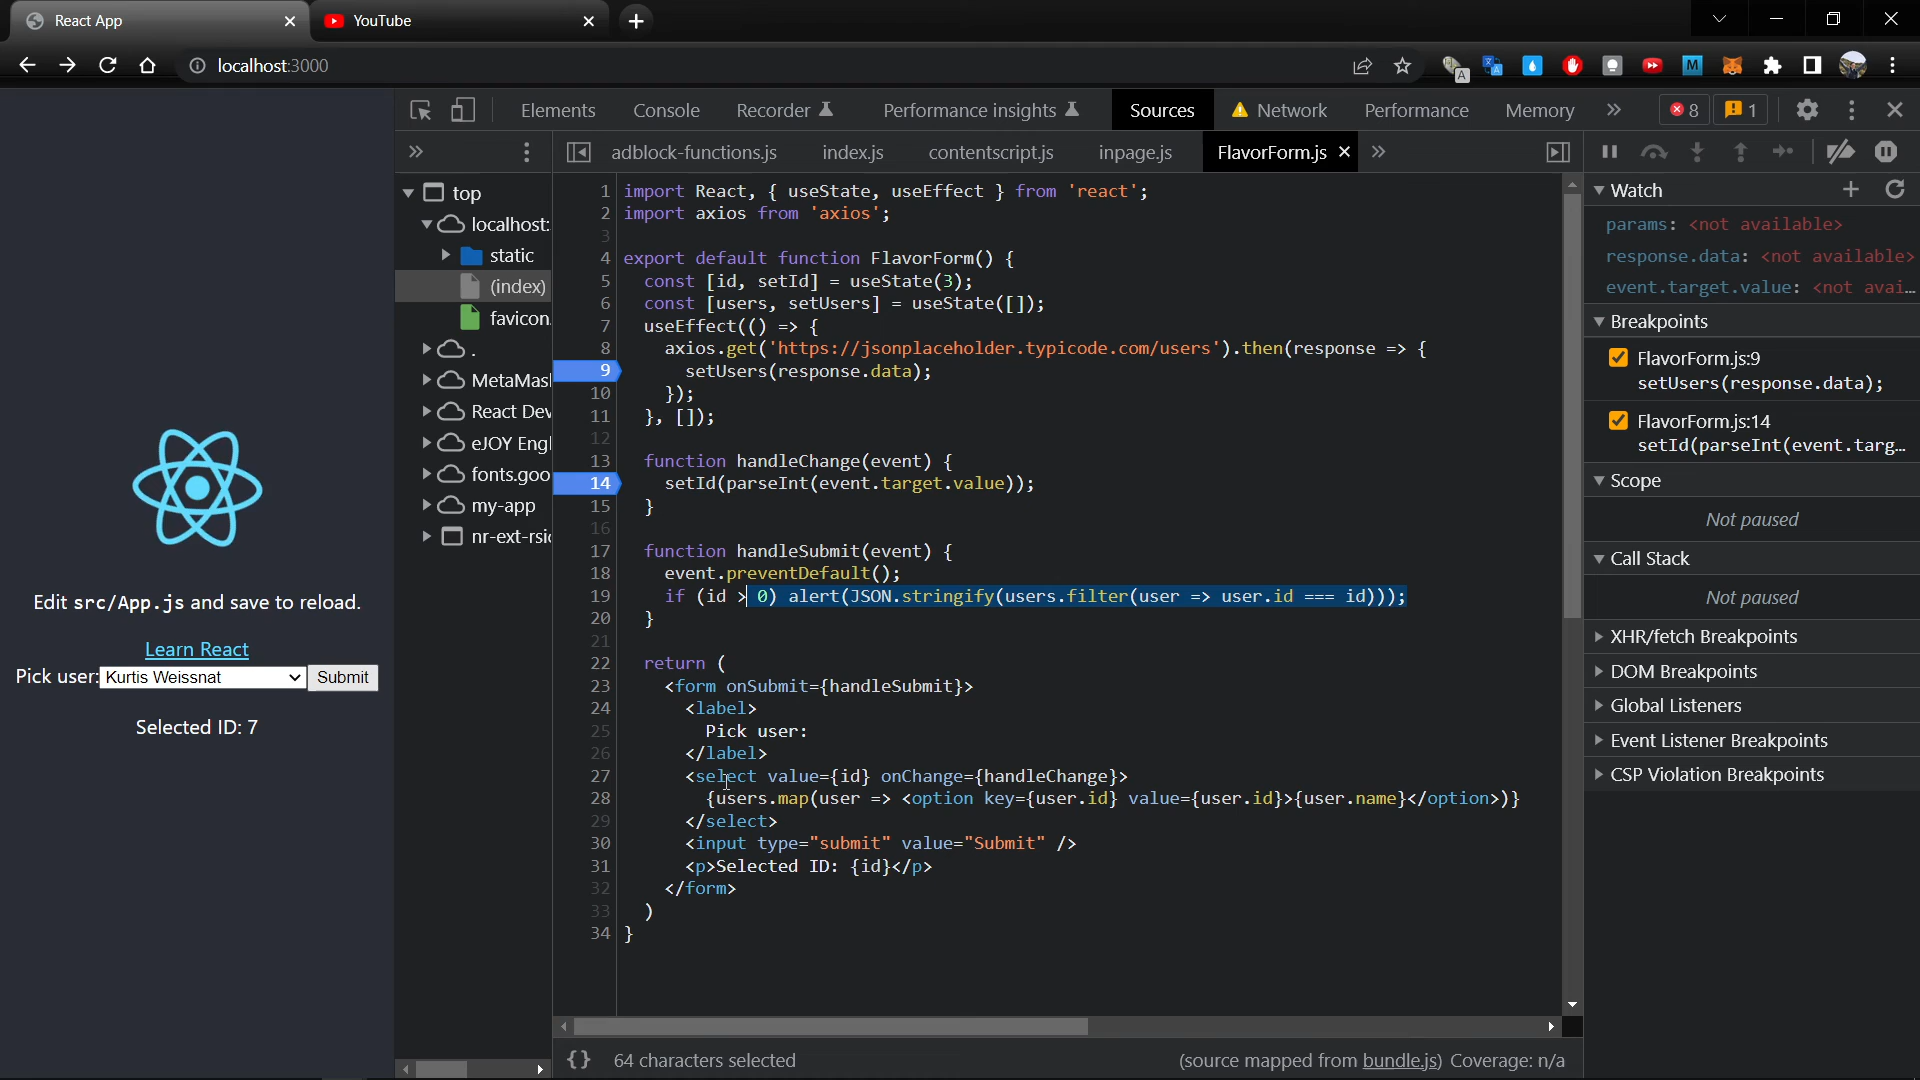 React App
YouTube
localhost:3000
Elements
Console
Recorder
Performance insights
Sources
Network
Performance
Memory
8
1
adblock-functions.js
index.js
contentscript.js
inpage.js
FlavorForm.js
top
localhost:
static
(index)
favicon.
.
MetaMas
React Dev
eJOY Engl
fonts.goo
my-app
nr-ext-rsic
Edit src/App.js and save to reload.
Learn React
Pick user:
Kurtis Weissnat
Submit
Selected ID: 7
1 import React, { useState, useEffect } from 'react';
2 import axios from 'axios';
3
4 export default function FlavorForm() {
5 const [id, setId] = useState(3);
6 const [users, setUsers] = useState([]);
7 useEffect(() => {
8 axios.get('https://jsonplaceholder.typicode.com/users').then(response => {
9 setUsers(response.data);
10 });
11 }, []);
12
13 function handleChange(event) {
14 setId(parseInt(event.target.value));
15 }
16
17 function handleSubmit(event) {
18 event.preventDefault();
19 if (id > 0) alert(JSON.stringify(users.filter(user => user.id === id)));
20 }
21
22 return (
23 <form onSubmit={handleSubmit}>
24 <label>
25 Pick user:
26 </label>
27 <select value={id} onChange={handleChange}>
28 {users.map(user => <option key={user.id} value={user.id}>{user.name}</option>)}
29 </select>
30 <input type="submit" value="Submit" />
31 <p>Selected ID: {id}</p>
32 </form>
33 )
34 }
{} 64 characters selected
(source mapped from bundle.js) Coverage: n/a
Watch
params: <not available>
response.data: <not available>
event.target.value: <not avai…
Breakpoints
FlavorForm.js:9
setUsers(response.data);
FlavorForm.js:14
setId(parseInt(event.targ…
Scope
Not paused
Call Stack
Not paused
XHR/fetch Breakpoints
DOM Breakpoints
Global Listeners
Event Listener Breakpoints
CSP Violation Breakpoints